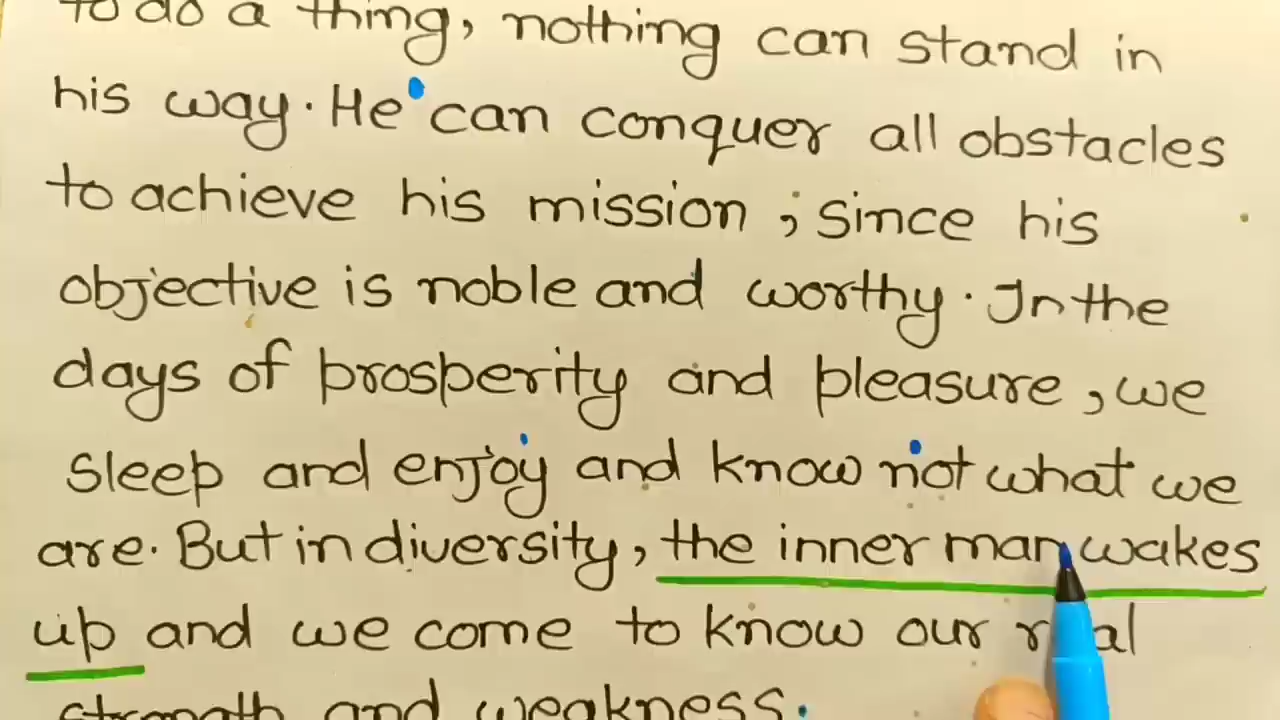 to do a thing, nothing can stand in
his way. He can conquer all obstacles
to achieve his mission; since his
objective is noble and worthy. In the
days of prosperity and pleasure, we
sleep and enjoy and know not what we
are. But in diversity, the inner man wakes
up and we come to know our real
strength and weakness.